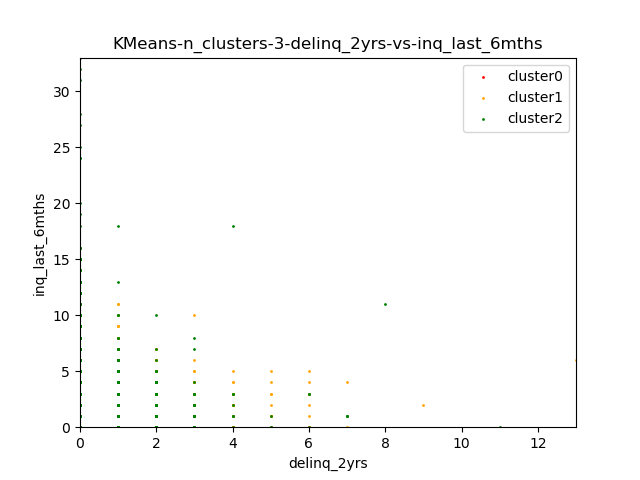 KMeans-n_clusters-3-delinq_2yrs-vs-inq_last_6mths
cluster0
cluster1
cluster2
30
25
20
15
10
5
0
inq_last_6mths
0 2 4 6 8 10 12
delinq_2yrs